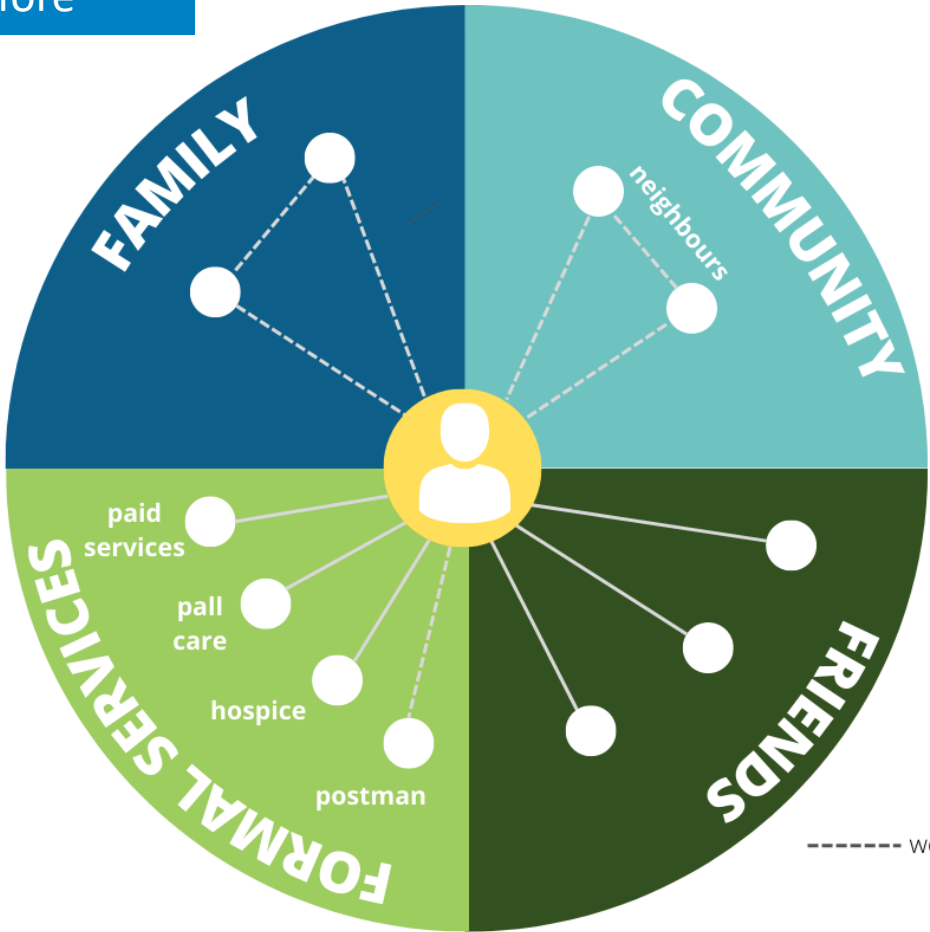 FAMILY
COMMUNITY
neighbours
paid
services
pall
care
hospice
postman
FORMAL SERVICES
FRIENDS